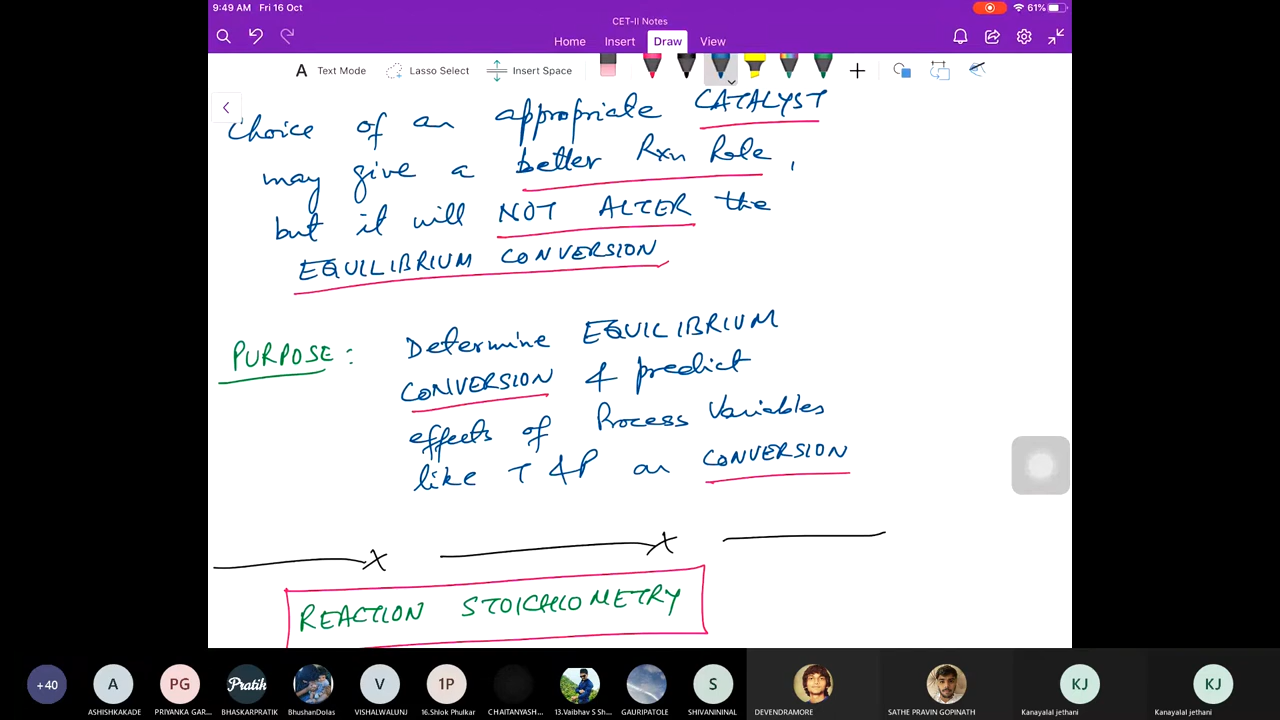 9:49 AM Fri 16 Oct
61%
CET-II Notes
Home Insert Draw View
A Text Mode Lasso Select Insert Space
Choice of an appropriate CATALYST
may give a better Rxn Rate,
but it will NOT ALTER the
EQUILIBRIUM CONVERSION
PURPOSE: Determine EQUILIBRIUM
CONVERSION & predict
effects of Process Variables
like T & P on CONVERSION
REACTION STOICHIOMETRY
+40 A PG Pratik V 1P S KJ KJ
ASHISHKAKADE PRIYANKA GAR... BHASKARPRATIK BhushanDolas VISHALWALUNJ 16.Shlok Phulkar CHAITANYASH... 13.Vaibhav S Sh... GAURIPATOLE SHIVANINNAL DEVENDRAMORE SATHE PRAVIN GOPINATH Kanayalal jethani Kanayalal jethani